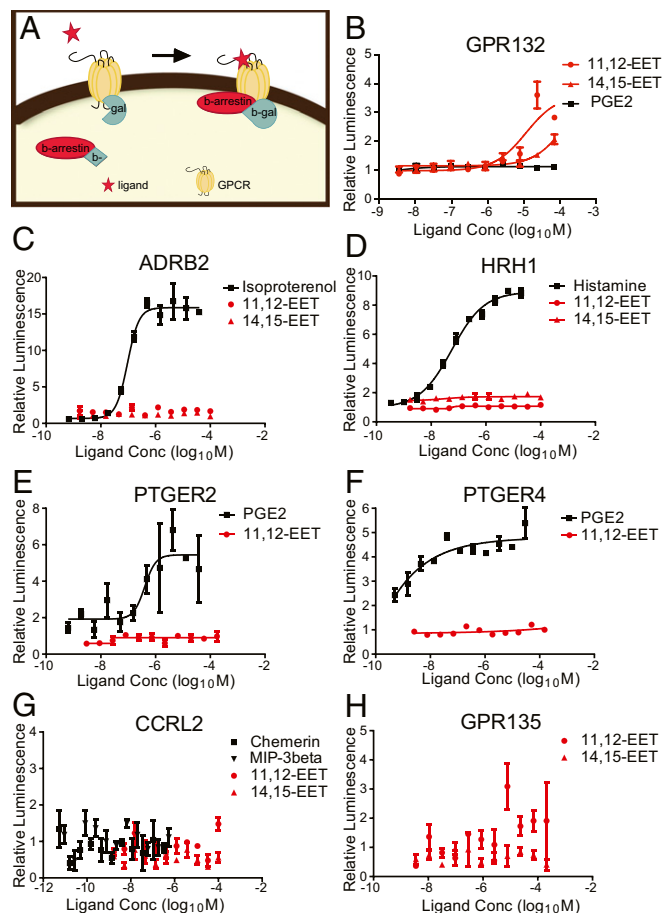 A
gal
b-arrestin
b-gal
b-arrestin
b-
ligand
GPCR
B
GPR132
Relative Luminescence
5
4
3
2
1
0
-9 -8 -7 -6 -5 -4 -3
Ligand Conc (log10M)
11,12-EET
14,15-EET
PGE2
C
ADRB2
Relative Luminescence
20
15
10
5
0
-10 -8 -6 -4 -2
Ligand Conc (log10M)
Isoproterenol
11,12-EET
14,15-EET
D
HRH1
Relative Luminescence
10
8
6
4
2
0
-10 -8 -6 -4 -2
Ligand Conc (log10M)
Histamine
11,12-EET
14,15-EET
E
PTGER2
Relative Luminescence
8
6
4
2
0
-10 -8 -6 -4 -2
Ligand Conc (log10M)
PGE2
11,12-EET
F
PTGER4
Relative Luminescence
6
5
4
3
2
1
0
-10 -8 -6 -4 -2
Ligand Conc (log10M)
PGE2
11,12-EET
G
CCRL2
Relative Luminescence
4
3
2
1
0
-12 -10 -8 -6 -4 -2
Ligand Conc (log10M)
Chemerin
MIP-3beta
11,12-EET
14,15-EET
H
GPR135
Relative Luminescence
5
4
3
2
1
0
-10 -8 -6 -4 -2
Ligand Conc (log10M)
11,12-EET
14,15-EET